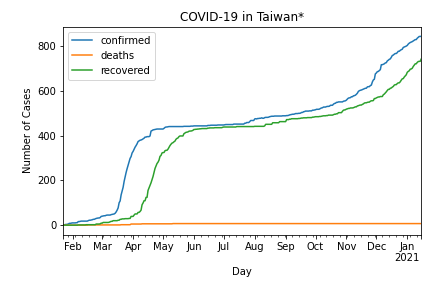 COVID-19 in Taiwan*
confirmed
deaths
recovered
Number of Cases
800
600
400
200
0
Feb Mar Apr May Jun Jul Aug Sep Oct Nov Dec Jan
2021
Day